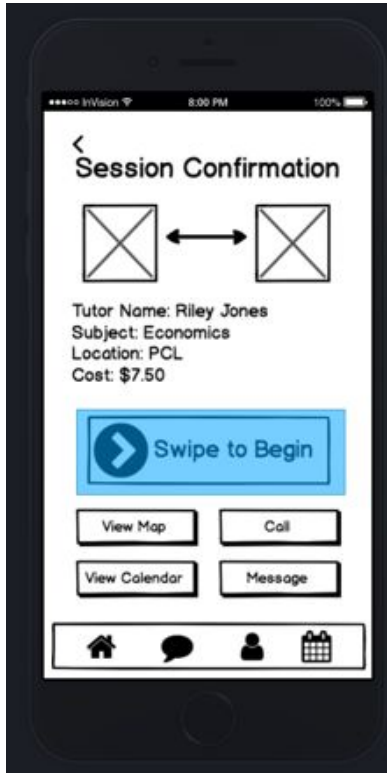 InVision 8:00 PM 100%
Session Confirmation
Tutor Name: Riley Jones
Subject: Economics
Location: PCL
Cost: $7.50
Swipe to Begin
View Map Call
View Calendar Message